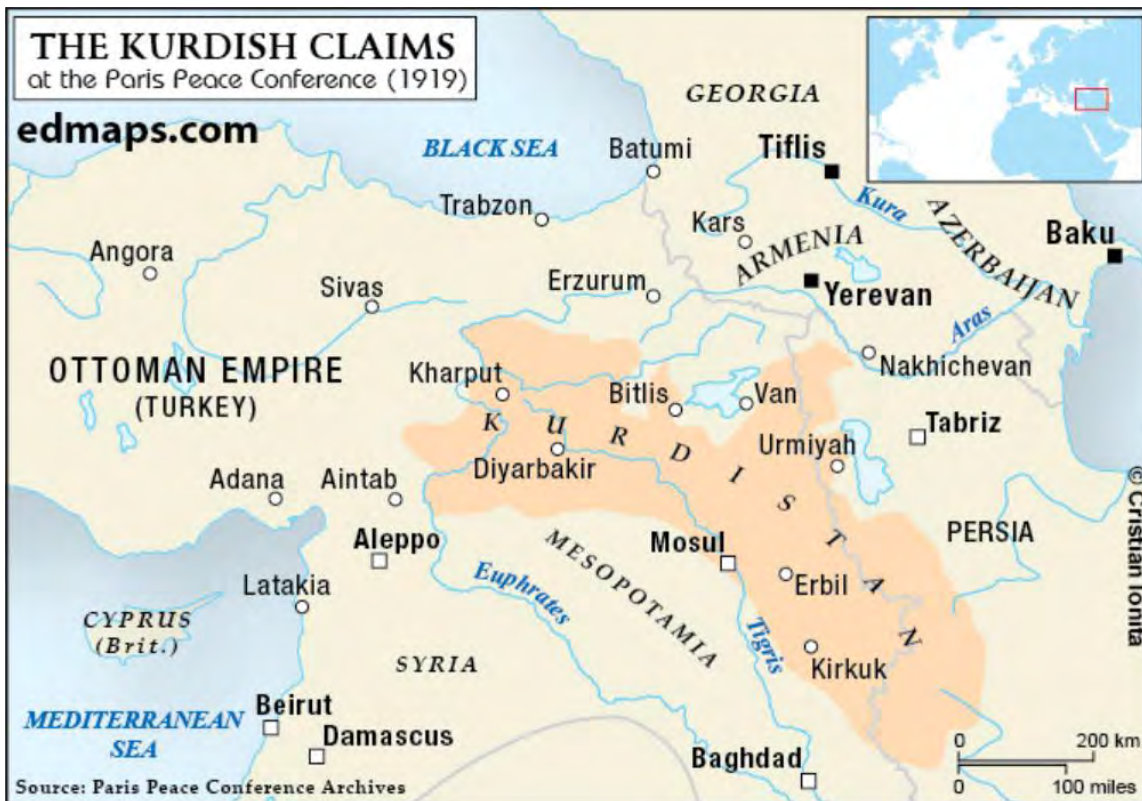 THE KURDISH CLAIMS
at the Paris Peace Conference (1919)
edmaps.com
GEORGIA
BLACK SEA
Batumi
Tiflis
Kura
Trabzon
Kars
AZERBAIJAN
Baku
Angora
ARMENIA
Sivas
Erzurum
Yerevan
Aras
Nakhichevan
OTTOMAN EMPIRE
(TURKEY)
Kharput
Bitlis
Van
Tabriz
KURDISTAN
Urmiyah
Diyarbakir
Adana
Aintab
PERSIA
Aleppo
MESOPOTAMIA
Mosul
Erbil
Euphrates
Latakia
CYPRUS
(Brit.)
Tigris
SYRIA
Kirkuk
Beirut
MEDITERRANEAN
SEA
Damascus
Baghdad
0 200 km
0 100 miles
Source: Paris Peace Conference Archives
© Cristian Ionita